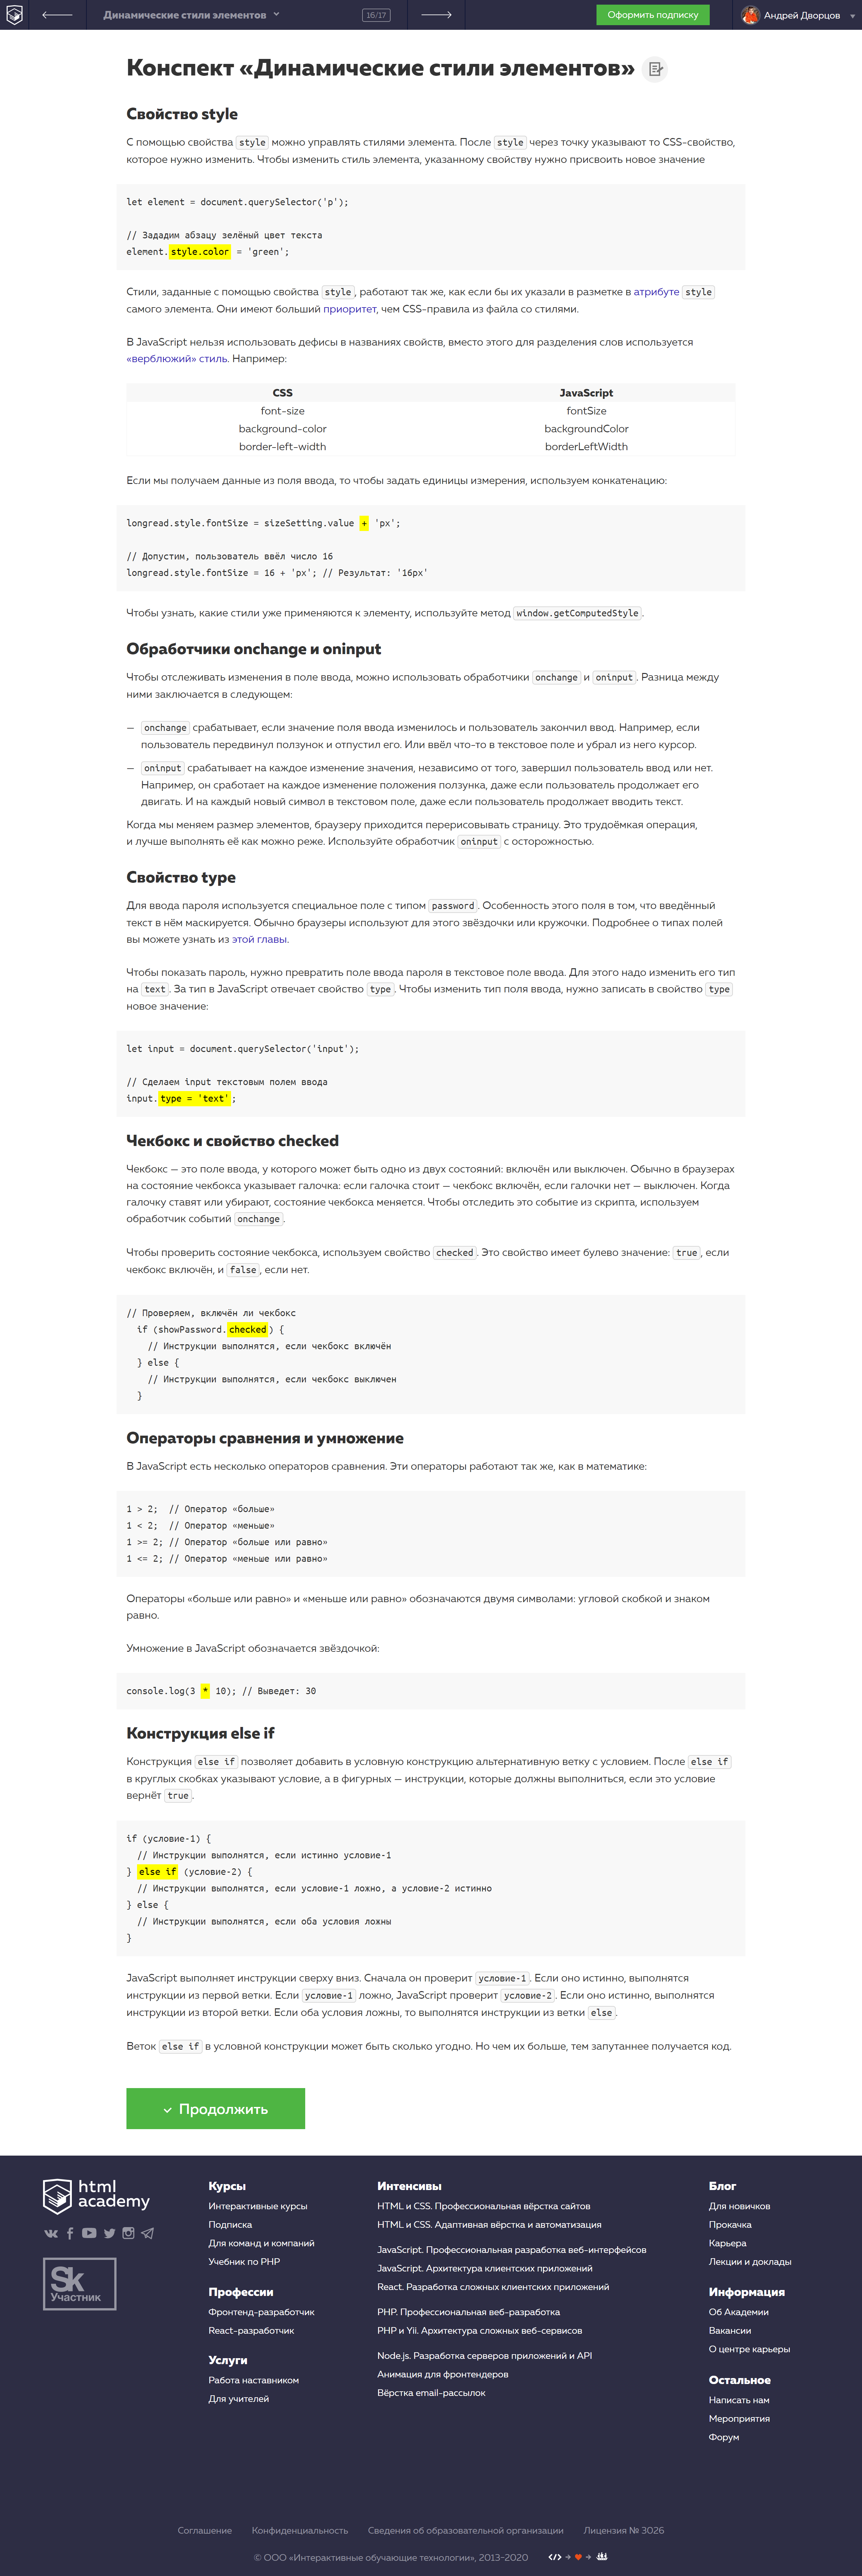 Динамические стили элементов
16/17
Оформить подписку
Андрей Дворцов
Конспект «Динамические стили элементов»
Свойство style
С помощью свойства style можно управлять стилями элемента. После style через точку указывают то CSS-свойство,
которое нужно изменить. Чтобы изменить стиль элемента, указанному свойству нужно присвоить новое значение
let element = document.querySelector('p');
// Зададим абзацу зелёный цвет текста
element.style.color = 'green';
Стили, заданные с помощью свойства style, работают так же, как если бы их указали в разметке в атрибуте style
самого элемента. Они имеют больший приоритет, чем CSS-правила из файла со стилями.
В JavaScript нельзя использовать дефисы в названиях свойств, вместо этого для разделения слов используется
«верблюжий» стиль. Например:
CSS JavaScript
font-size fontSize
background-color backgroundColor
border-left-width borderLeftWidth
Если мы получаем данные из поля ввода, то чтобы задать единицы измерения, используем конкатенацию:
longread.style.fontSize = sizeSetting.value + 'px';
// Допустим, пользователь ввёл число 16
longread.style.fontSize = 16 + 'px'; // Результат: '16px'
Чтобы узнать, какие стили уже применяются к элементу, используйте метод window.getComputedStyle.
Обработчики onchange и oninput
Чтобы отслеживать изменения в поле ввода, можно использовать обработчики onchange и oninput. Разница между
ними заключается в следующем:
— onchange срабатывает, если значение поля ввода изменилось и пользователь закончил ввод. Например, если
пользователь передвинул ползунок и отпустил его. Или ввёл что-то в текстовое поле и убрал из него курсор.
— oninput срабатывает на каждое изменение значения, независимо от того, завершил пользователь ввод или нет.
Например, он сработает на каждое изменение положения ползунка, даже если пользователь продолжает его
двигать. И на каждый новый символ в текстовом поле, даже если пользователь продолжает вводить текст.
Когда мы меняем размер элементов, браузеру приходится перерисовывать страницу. Это трудоёмкая операция,
и лучше выполнять её как можно реже. Используйте обработчик oninput с осторожностью.
Свойство type
Для ввода пароля используется специальное поле с типом password. Особенность этого поля в том, что введённый
текст в нём маскируется. Обычно браузеры используют для этого звёздочки или кружочки. Подробнее о типах полей
вы можете узнать из этой главы.
Чтобы показать пароль, нужно превратить поле ввода пароля в текстовое поле ввода. Для этого надо изменить его тип
на text. За тип в JavaScript отвечает свойство type. Чтобы изменить тип поля ввода, нужно записать в свойство type
новое значение:
let input = document.querySelector('input');
// Сделаем input текстовым полем ввода
input.type = 'text';
Чекбокс и свойство checked
Чекбокс — это поле ввода, у которого может быть одно из двух состояний: включён или выключен. Обычно в браузерах
на состояние чекбокса указывает галочка: если галочка стоит — чекбокс включён, если галочки нет — выключен. Когда
галочку ставят или убирают, состояние чекбокса меняется. Чтобы отследить это событие из скрипта, используем
обработчик событий onchange.
Чтобы проверить состояние чекбокса, используем свойство checked. Это свойство имеет булево значение: true, если
чекбокс включён, и false, если нет.
// Проверяем, включён ли чекбокс
if (showPassword.checked) {
// Инструкции выполнятся, если чекбокс включён
} else {
// Инструкции выполнятся, если чекбокс выключен
}
Операторы сравнения и умножение
В JavaScript есть несколько операторов сравнения. Эти операторы работают так же, как в математике:
1 > 2; // Оператор «больше»
1 < 2; // Оператор «меньше»
1 >= 2; // Оператор «больше или равно»
1 <= 2; // Оператор «меньше или равно»
Операторы «больше или равно» и «меньше или равно» обозначаются двумя символами: угловой скобкой и знаком
равно.
Умножение в JavaScript обозначается звёздочкой:
console.log(3 * 10); // Выведет: 30
Конструкция else if
Конструкция else if позволяет добавить в условную конструкцию альтернативную ветку с условием. После else if
в круглых скобках указывают условие, а в фигурных — инструкции, которые должны выполниться, если это условие
вернёт true.
if (условие-1) {
// Инструкции выполнятся, если истинно условие-1
} else if (условие-2) {
// Инструкции выполнятся, если условие-1 ложно, а условие-2 истинно
} else {
// Инструкции выполнятся, если оба условия ложны
}
JavaScript выполняет инструкции сверху вниз. Сначала он проверит условие-1. Если оно истинно, выполнятся
инструкции из первой ветки. Если условие-1 ложно, JavaScript проверит условие-2. Если оно истинно, выполнятся
инструкции из второй ветки. Если оба условия ложны, то выполнятся инструкции из ветки else.
Веток else if в условной конструкции может быть сколько угодно. Но чем их больше, тем запутаннее получается код.
Продолжить
html
academy
Sk
Участник
Курсы
Интерактивные курсы
Подписка
Для команд и компаний
Учебник по PHP
Профессии
Фронтенд-разработчик
React-разработчик
Услуги
Работа наставником
Для учителей
Интенсивы
HTML и CSS. Профессиональная вёрстка сайтов
HTML и CSS. Адаптивная вёрстка и автоматизация
JavaScript. Профессиональная разработка веб-интерфейсов
JavaScript. Архитектура клиентских приложений
React. Разработка сложных клиентских приложений
PHP. Профессиональная веб-разработка
PHP и Yii. Архитектура сложных веб-сервисов
Node.js. Разработка серверов приложений и API
Анимация для фронтендеров
Вёрстка email-рассылок
Блог
Для новичков
Прокачка
Карьера
Лекции и доклады
Информация
Об Академии
Вакансии
О центре карьеры
Остальное
Написать нам
Мероприятия
Форум
Соглашение Конфиденциальность Сведения об образовательной организации Лицензия № 3026
© ООО «Интерактивные обучающие технологии», 2013-2020